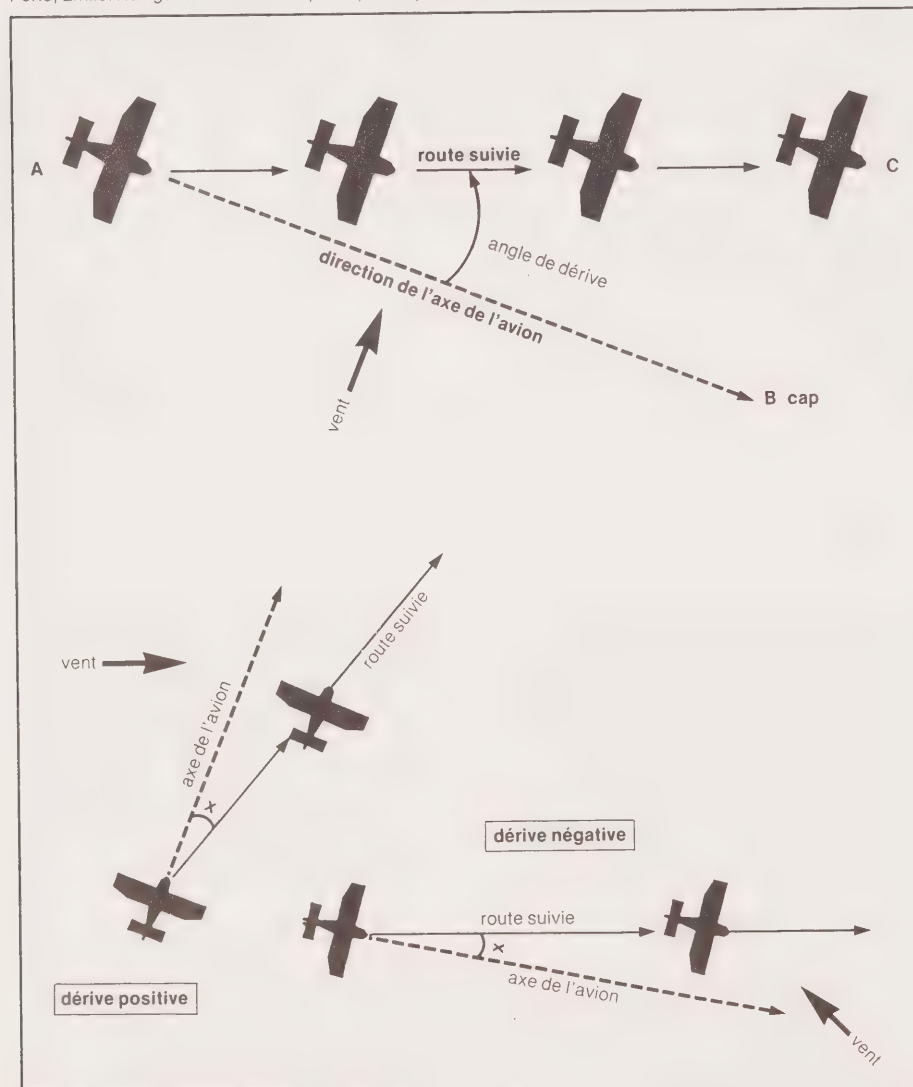 A
route suivie
C
angle de dérive
direction de l'axe de l'avion
vent
B cap
vent
axe de l'avion
route suivie
x
dérive négative
route suivie
x
axe de l'avion
dérive positive
vent